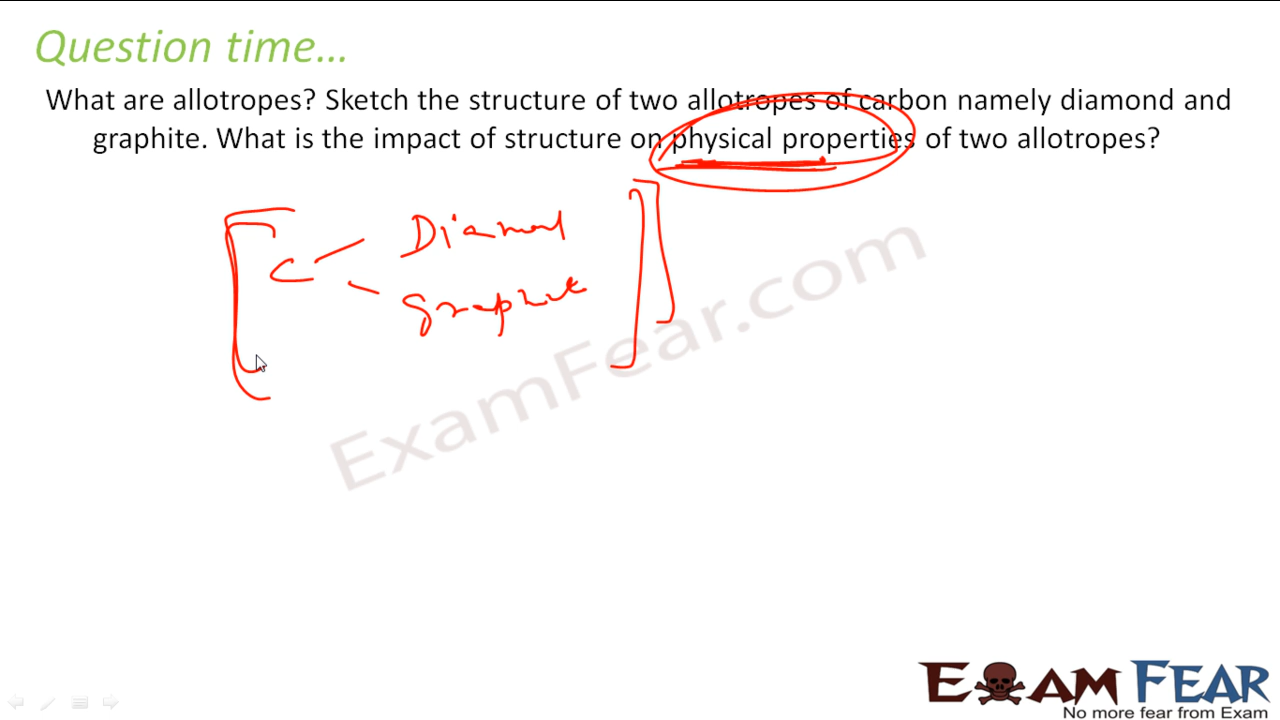 Question time...
What are allotropes? Sketch the structure of two allotropes of carbon namely diamond and
graphite. What is the impact of structure on physical properties of two allotropes?
C
Diamond
graphite
ExamFear.com
EXAM FEAR
No more fear from Exam